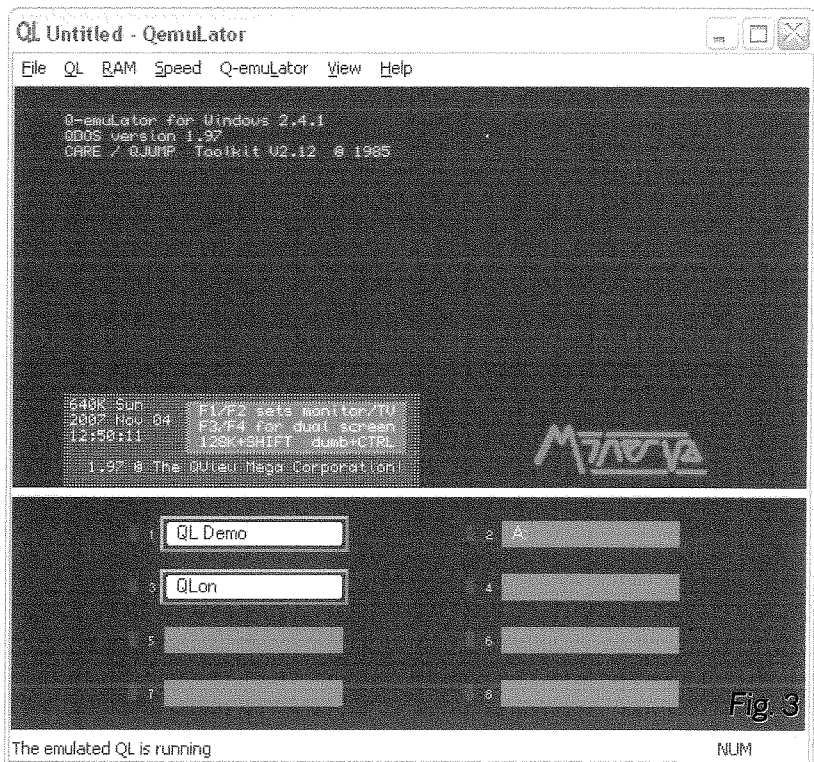 QL Untitled - QemuLator
File QL RAM Speed Q-emuLator View Help
Q-emuLator for Windows 2.4.1
QDOS version 1.97
CARE / QJUMP Toolkit V2.12 @ 1985
640K Sun
2007 Nov 04
12:50:11
F1/F2 sets monitor/TV
F3/F4 for dual screen
128K+SHIFT dumb+CTRL
1.97 @ The QView Mega Corporation!
Minerva
1 QL Demo
2 A
3 QLon
4
5
6
7
8
Fig. 3
The emulated QL is running NUM